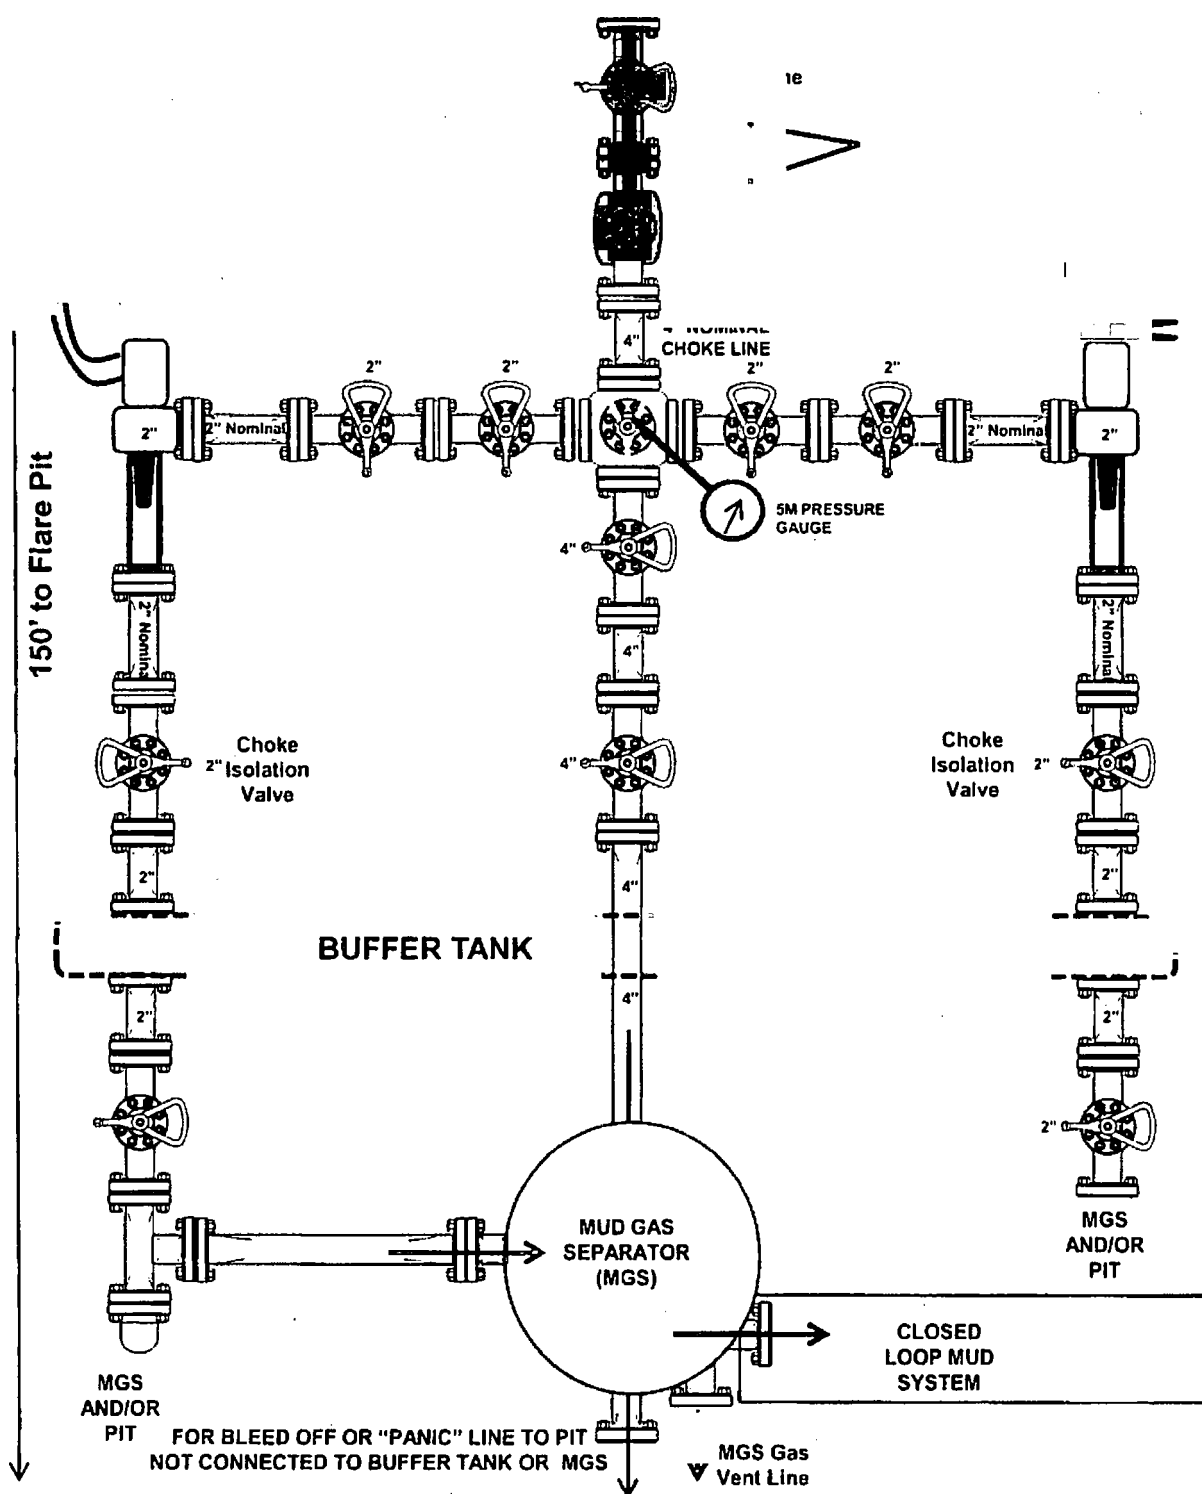 4"
NOMINAL
CHOKE LINE
2"
2"
2"
2"
2"
2" Nominal
2" Nominal
2"
5M PRESSURE
GAUGE
150' to Flare Pit
4"
2" Nominal
4"
2" Nominal
Choke
Isolation
Valve
2"
4"
Choke
Isolation
Valve
2"
2"
4"
2"
BUFFER TANK
2"
4"
2"
2"
MUD GAS
SEPARATOR
(MGS)
MGS
AND/OR
PIT
CLOSED
LOOP MUD
SYSTEM
MGS
AND/OR
PIT
FOR BLEED OFF OR "PANIC" LINE TO PIT
NOT CONNECTED TO BUFFER TANK OR MGS
MGS Gas
Vent Line